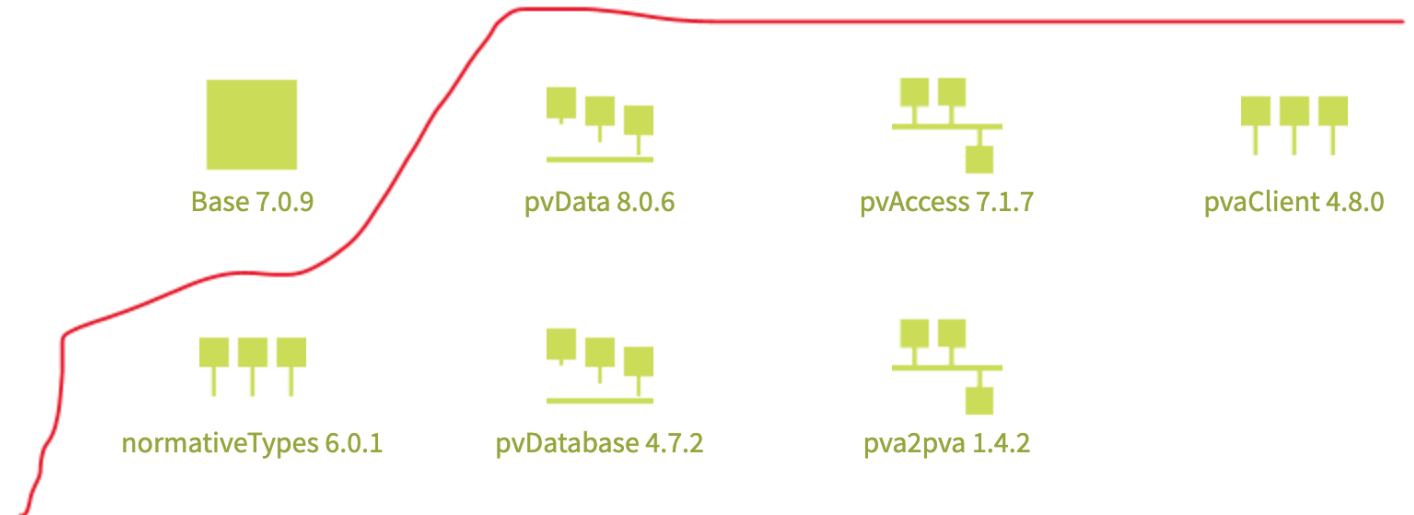 Base 7.0.9
pvData 8.0.6
pvAccess 7.1.7
pvaClient 4.8.0
normativeTypes 6.0.1
pvDatabase 4.7.2
pva2pva 1.4.2